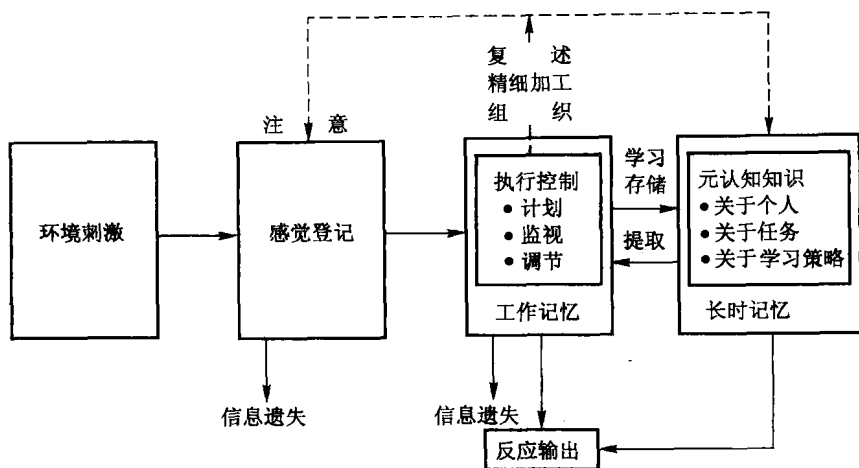 复 述
精细加工
组 织
注 意
环境刺激
感觉登记
执行控制
● 计划
● 监视
● 调节
工作记忆
学习
存储
提取
元认知知识
● 关于个人
● 关于任务
● 关于学习策略
长时记忆
信息遗失
信息遗失
反应输出